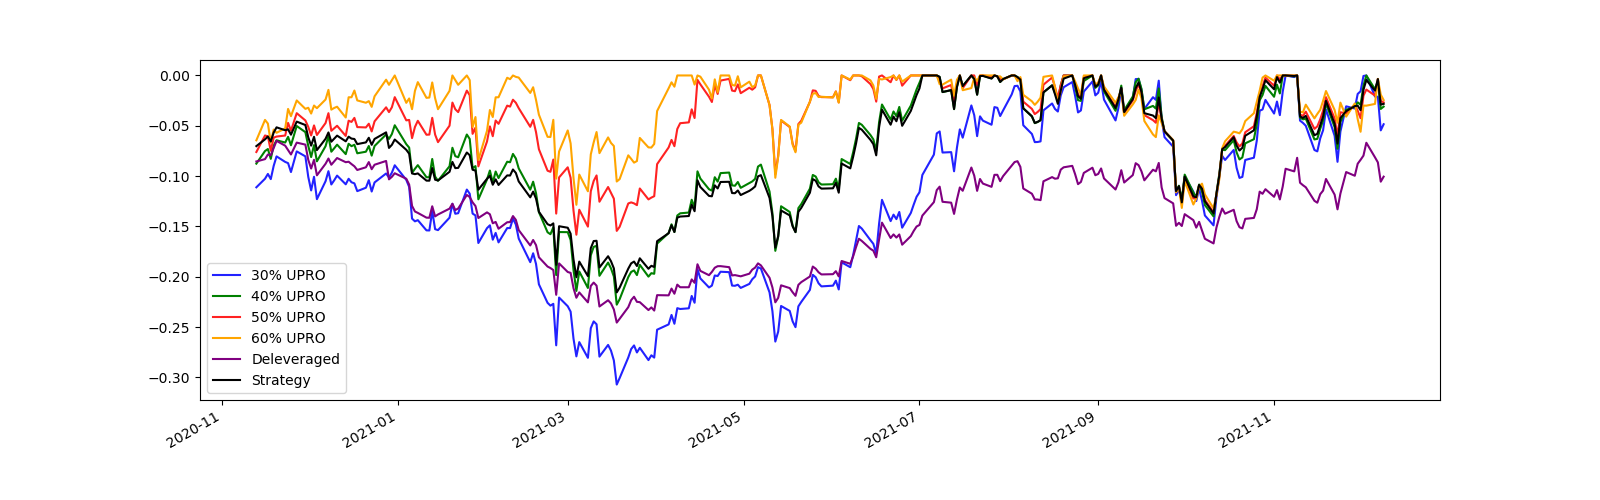 0.00
−0.05
−0.10
−0.15
−0.20
−0.25
−0.30
30% UPRO
40% UPRO
50% UPRO
60% UPRO
Deleveraged
Strategy
2020-11
2021-01
2021-03
2021-05
2021-07
2021-09
2021-11